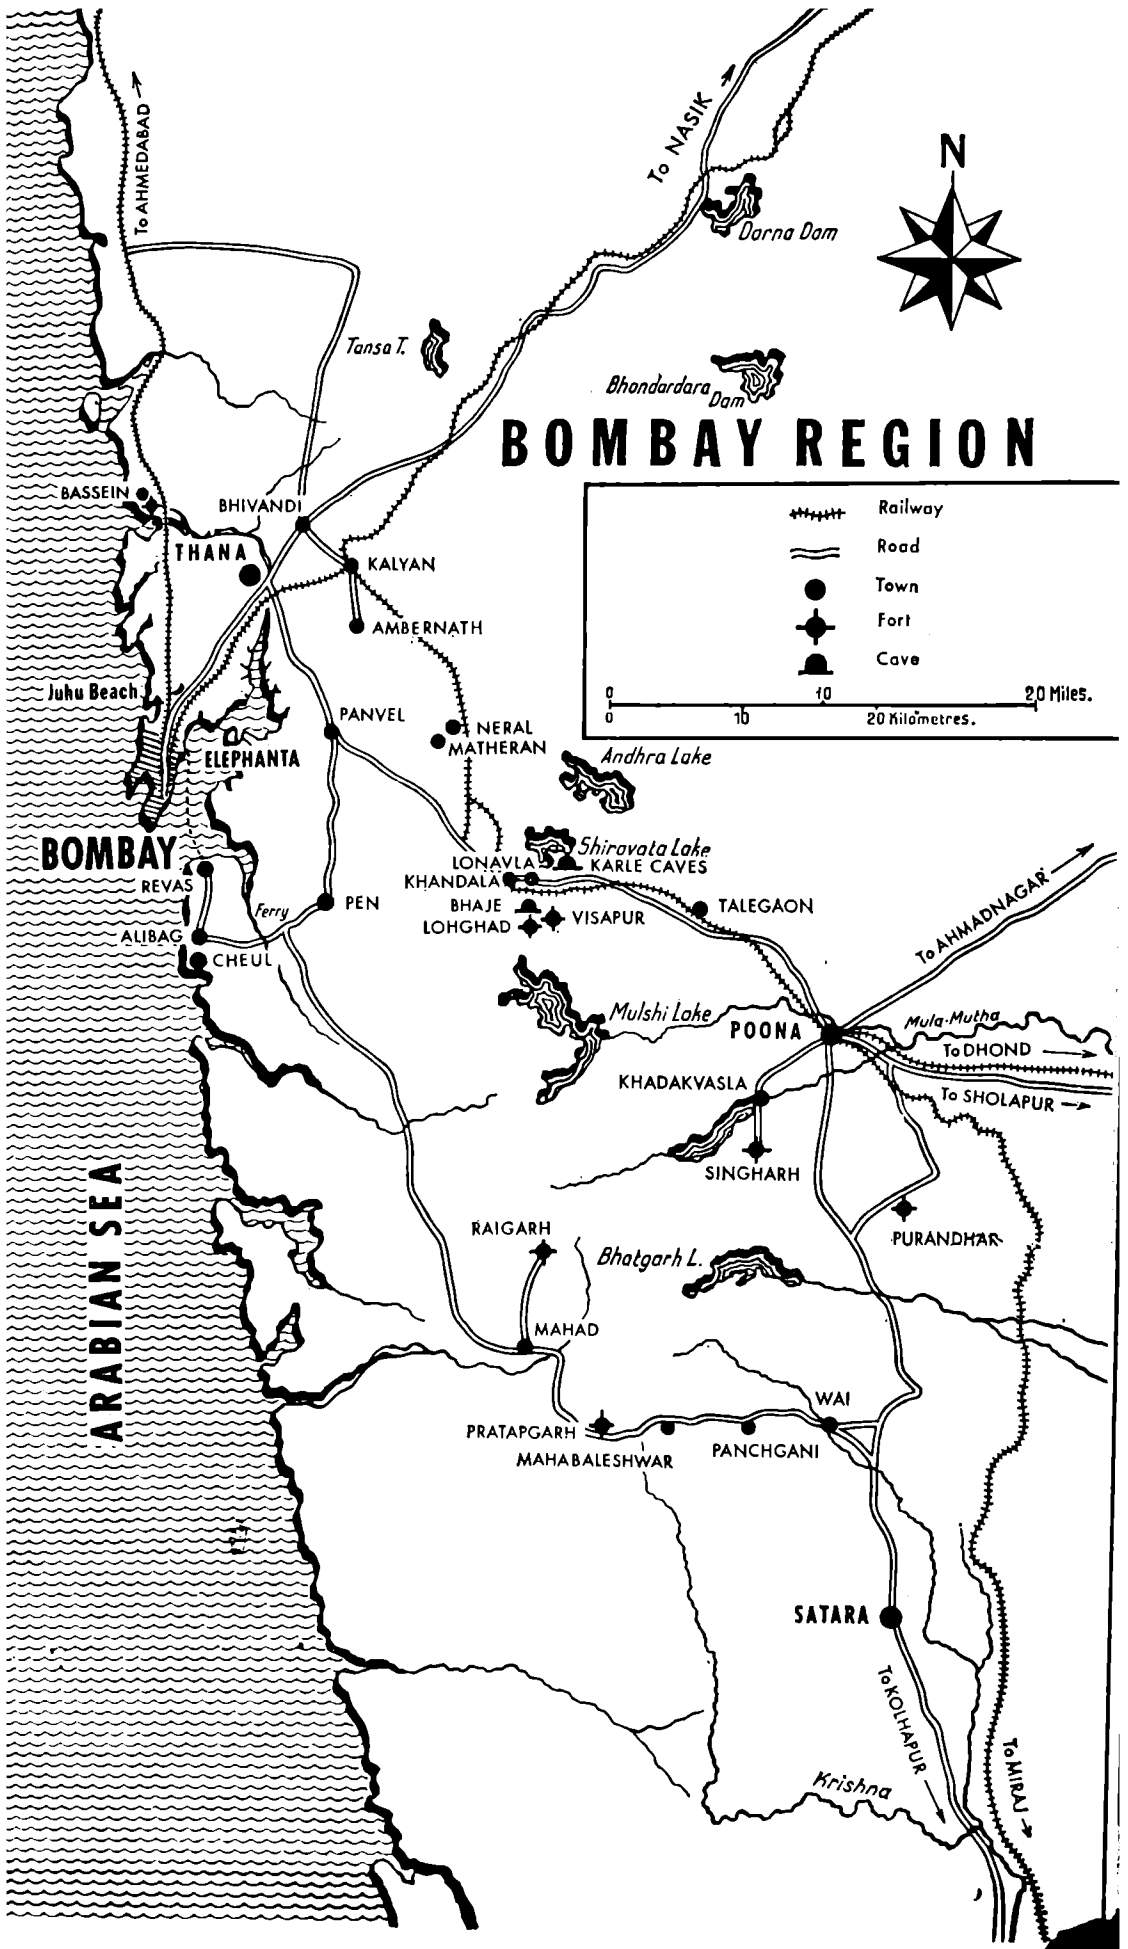 To AHMEDABAD
To NASIK
N
Darna Dam
Tansa T.
Bhandardara
Dam
BOMBAY REGION
Railway
Road
Town
Fort
Cave
0 10 20 Miles.
0 10 20 Kilometres.
BASSEIN
BHIVANDI
THANA
KALYAN
AMBERNATH
Juhu Beach
PANVEL
NERAL
MATHERAN
ELEPHANTA
Andhra Lake
BOMBAY
Shiravata Lake
LONAVLA
KARLE CAVES
REVAS
KHANDALA
Ferry
PEN
BHAJE
VISAPUR
TALEGAON
LOHGHAD
ALIBAG
CHEUL
To AHMADNAGAR
Mulshi Lake
POONA
Mula-Mutha
To DHOND
KHADAKVASLA
To SHOLAPUR
SINGHARH
ARABIAN SEA
RAIGARH
Bhatgarh L.
PURANDHAR
MAHAD
WAI
PRATAPGARH
PANCHGANI
MAHABALESHWAR
SATARA
To KOLHAPUR
To MIRAJ
Krishna